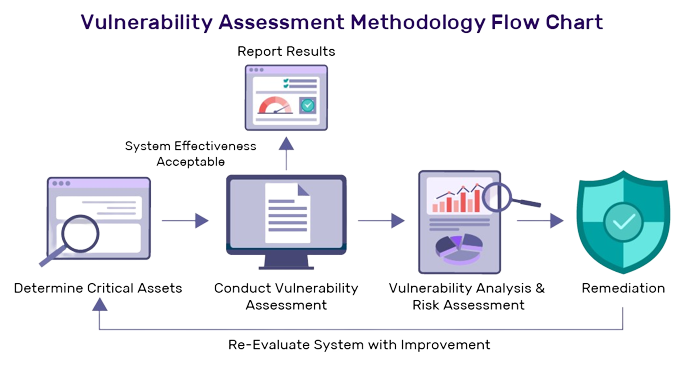 Vulnerability Assessment Methodology Flow Chart
Report Results
System Effectiveness
Acceptable
Determine Critical Assets
Conduct Vulnerability
Assessment
Vulnerability Analysis &
Risk Assessment
Remediation
Re-Evaluate System with Improvement